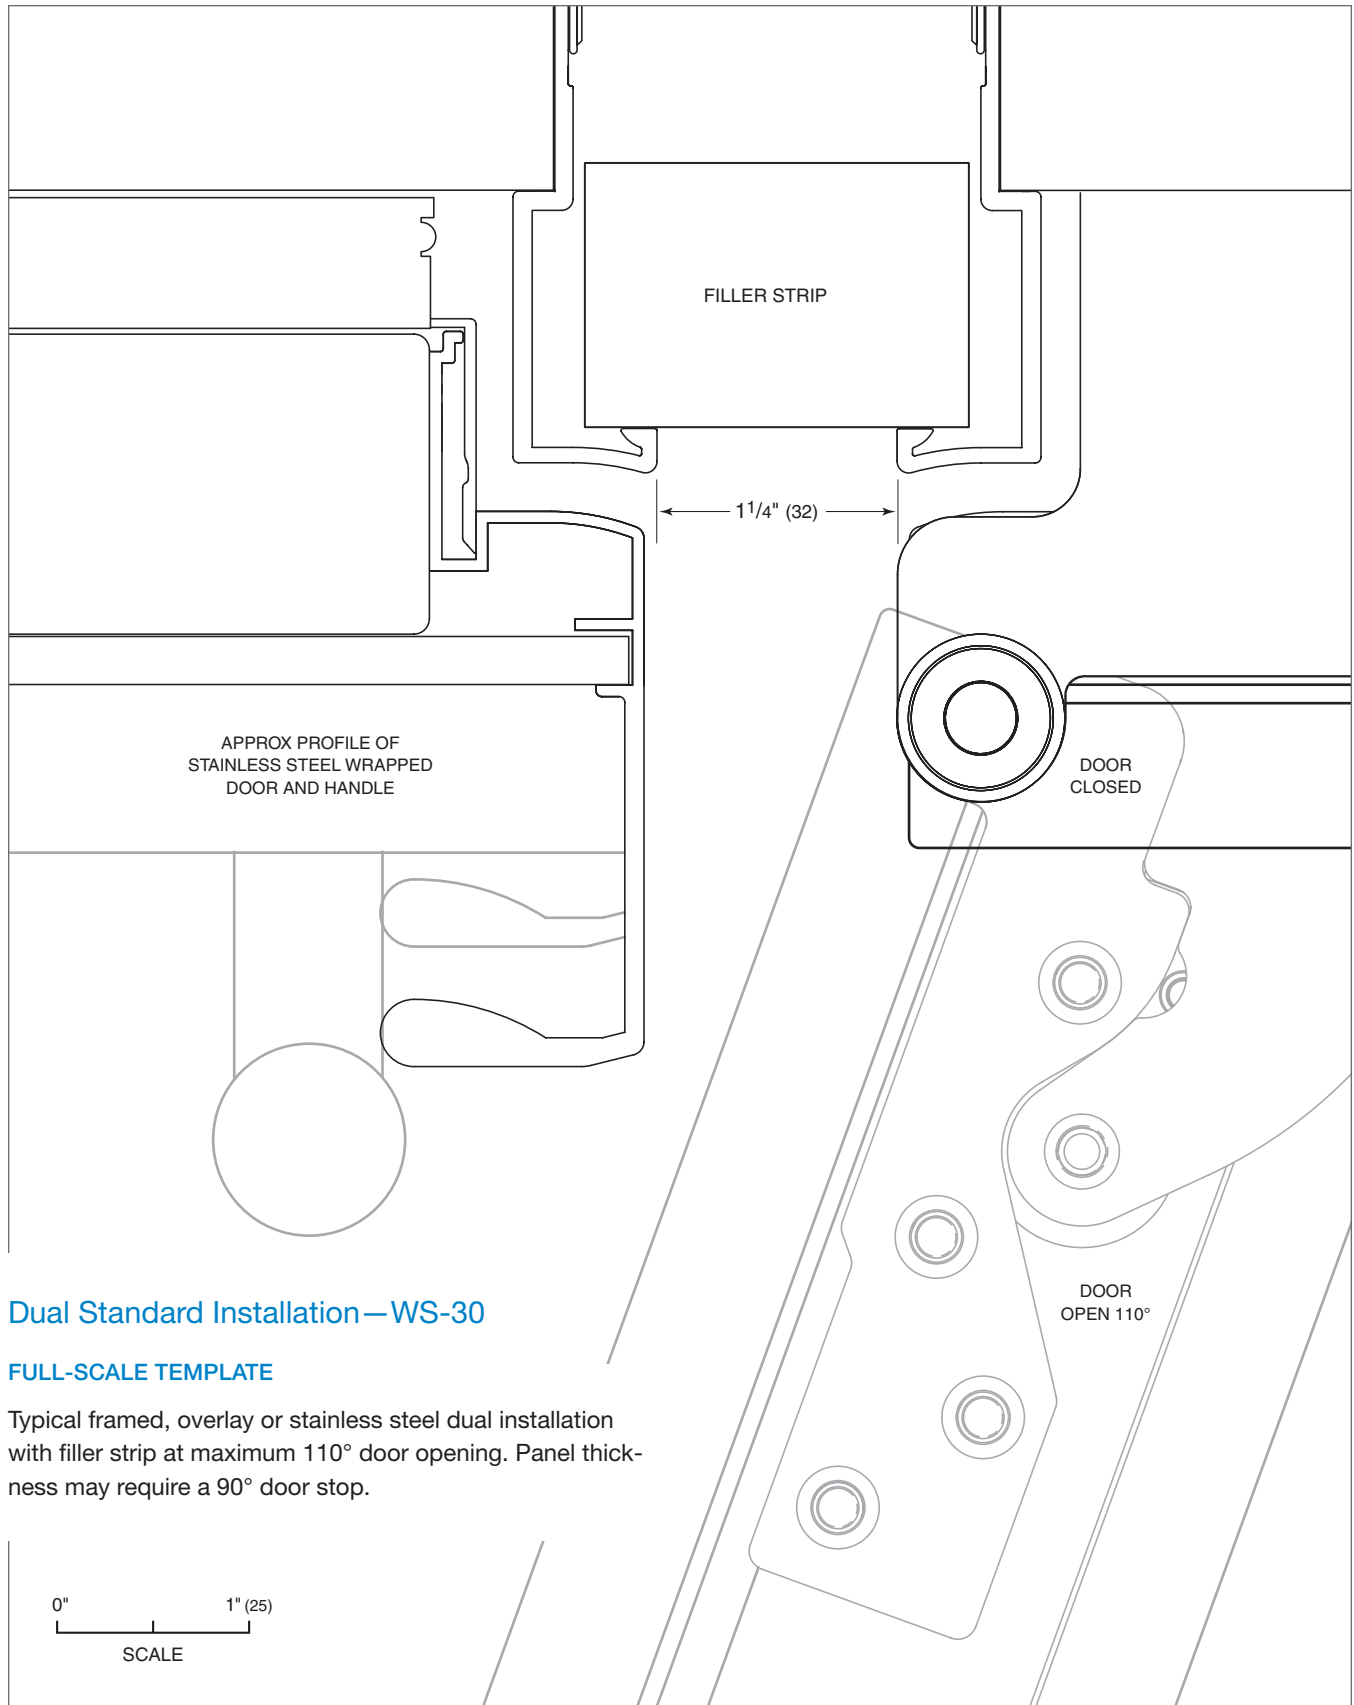 FILLER STRIP
1 1/4" (32)
APPROX PROFILE OF
STAINLESS STEEL WRAPPED
DOOR AND HANDLE
DOOR
CLOSED
DOOR
OPEN 110°
Dual Standard Installation—WS-30
FULL-SCALE TEMPLATE
Typical framed, overlay or stainless steel dual installation
with filler strip at maximum 110° door opening. Panel thick-
ness may require a 90° door stop.
0" 1" (25)
SCALE